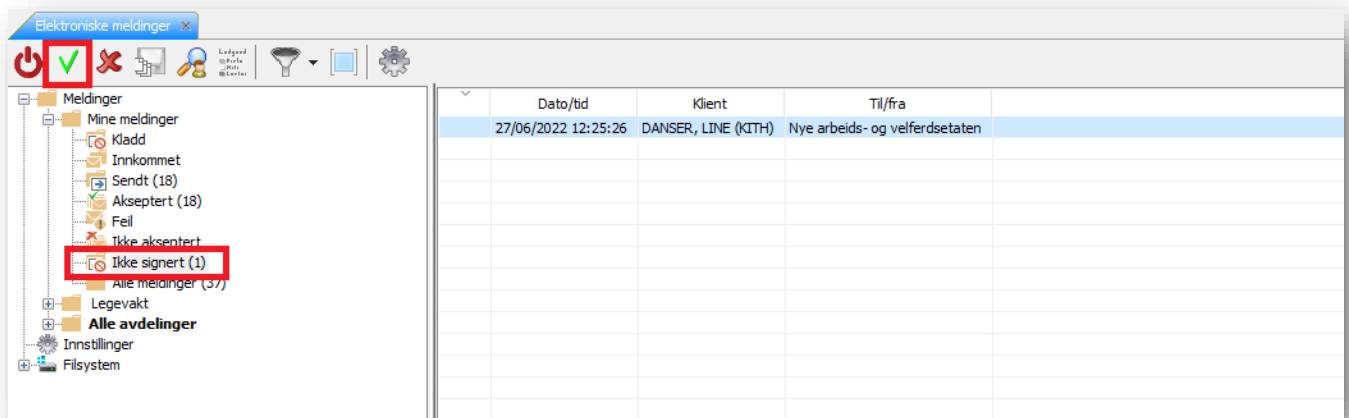 Elektroniske meldinger
Meldinger
Mine meldinger
Kladd
Innkommet
Sendt (18)
Akseptert (18)
Feil
Ikke akseptert
Ikke signert (1)
Alle meldinger (37)
Legevakt
Alle avdelinger
Innstillinger
Filsystem
Dato/tid Klient Til/fra
27/06/2022 12:25:26 DANSER, LINE (KITH) Nye arbeids- og velferdsetaten